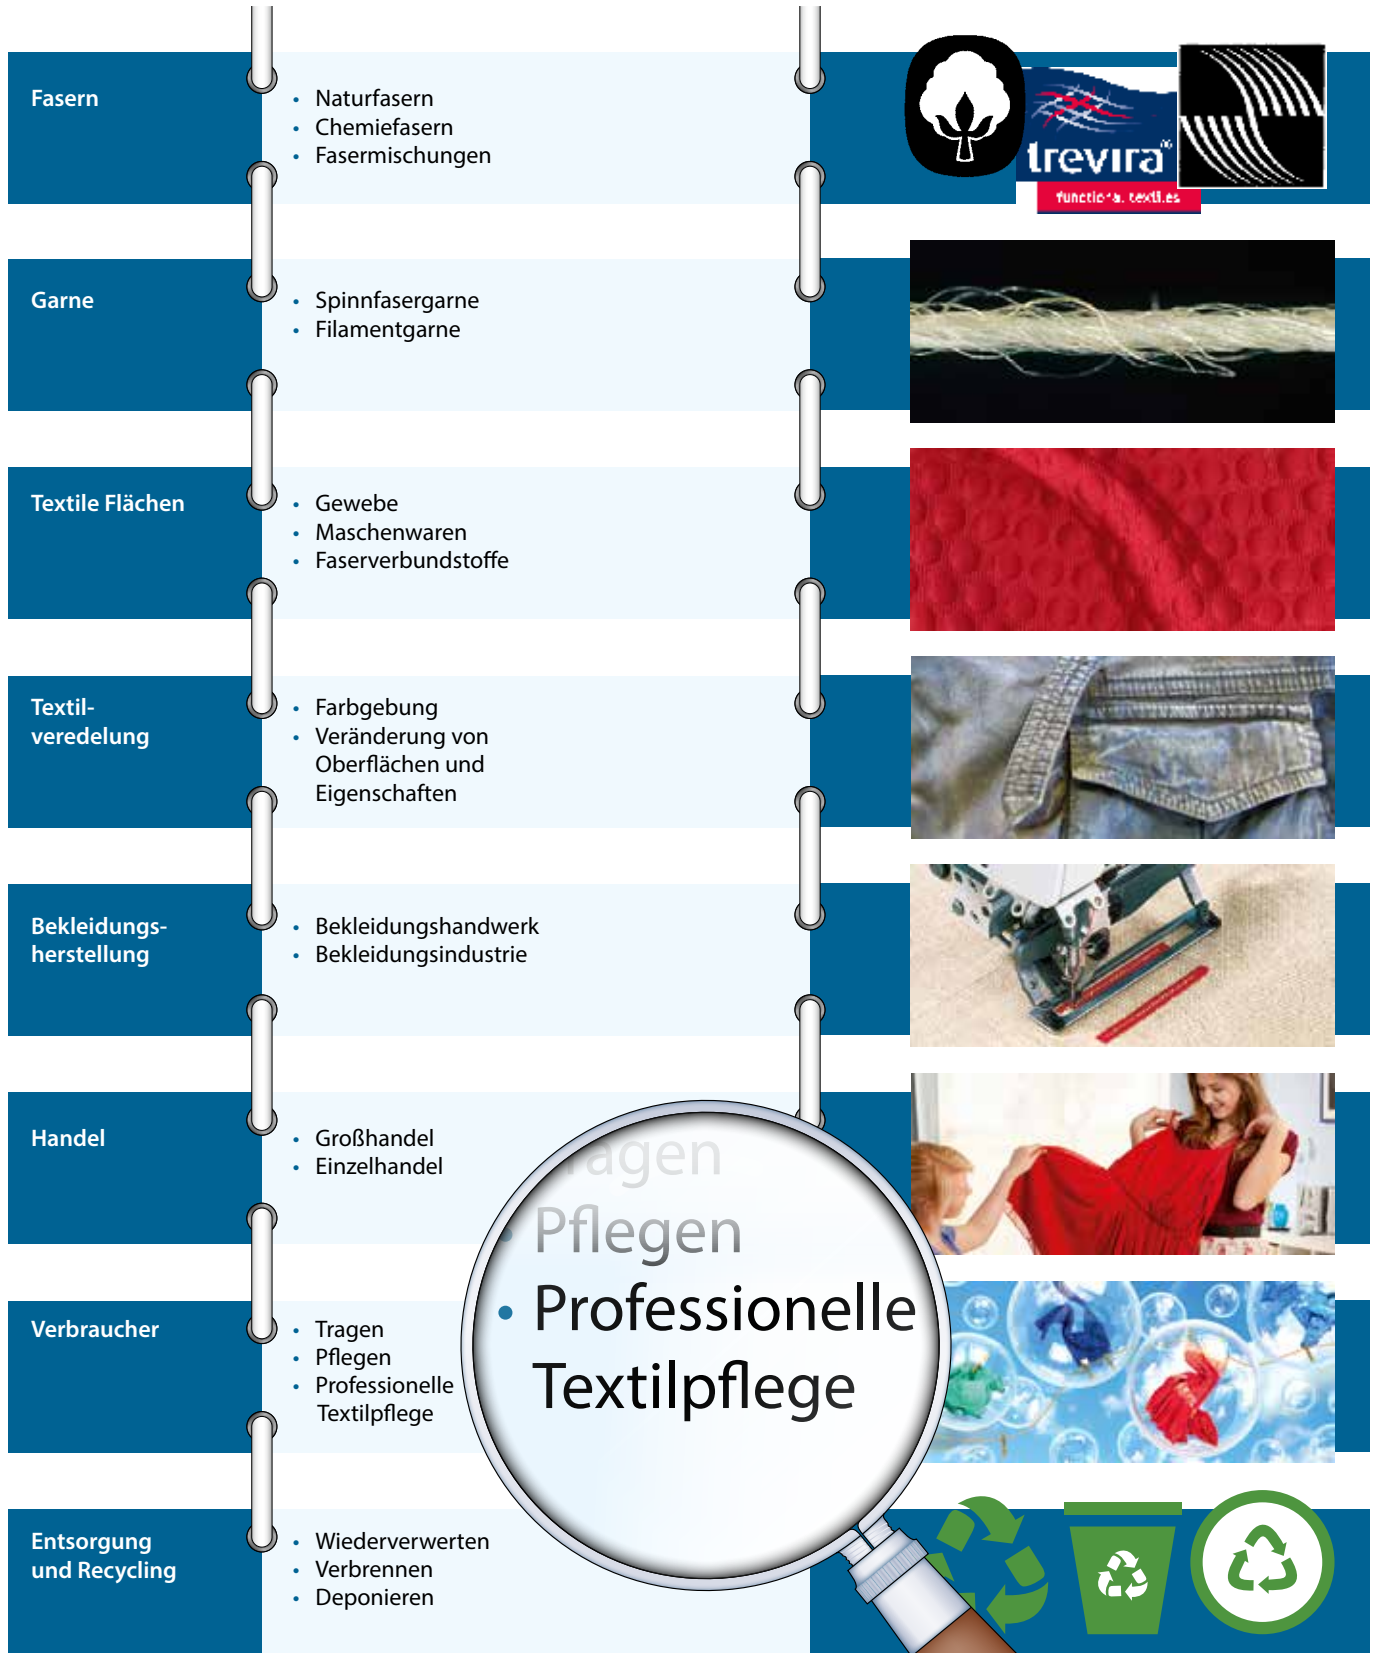 Fasern
• Naturfasern
• Chemiefasern
• Fasermischungen
trevira®
Garne
• Spinnfasergarne
• Filamentgarne
Textile Flächen
• Gewebe
• Maschenwaren
• Faserverbundstoffe
Textil-
veredelung
• Farbgebung
• Veränderung von
Oberflächen und
Eigenschaften
Bekleidungs-
herstellung
• Bekleidungshandwerk
• Bekleidungsindustrie
Handel
• Großhandel
• Einzelhandel
Verbraucher
• Tragen
• Pflegen
• Professionelle
Textilpflege
• Pflegen
• Professionelle
Textilpflege
Entsorgung
und Recycling
• Wiederverwerten
• Verbrennen
• Deponieren